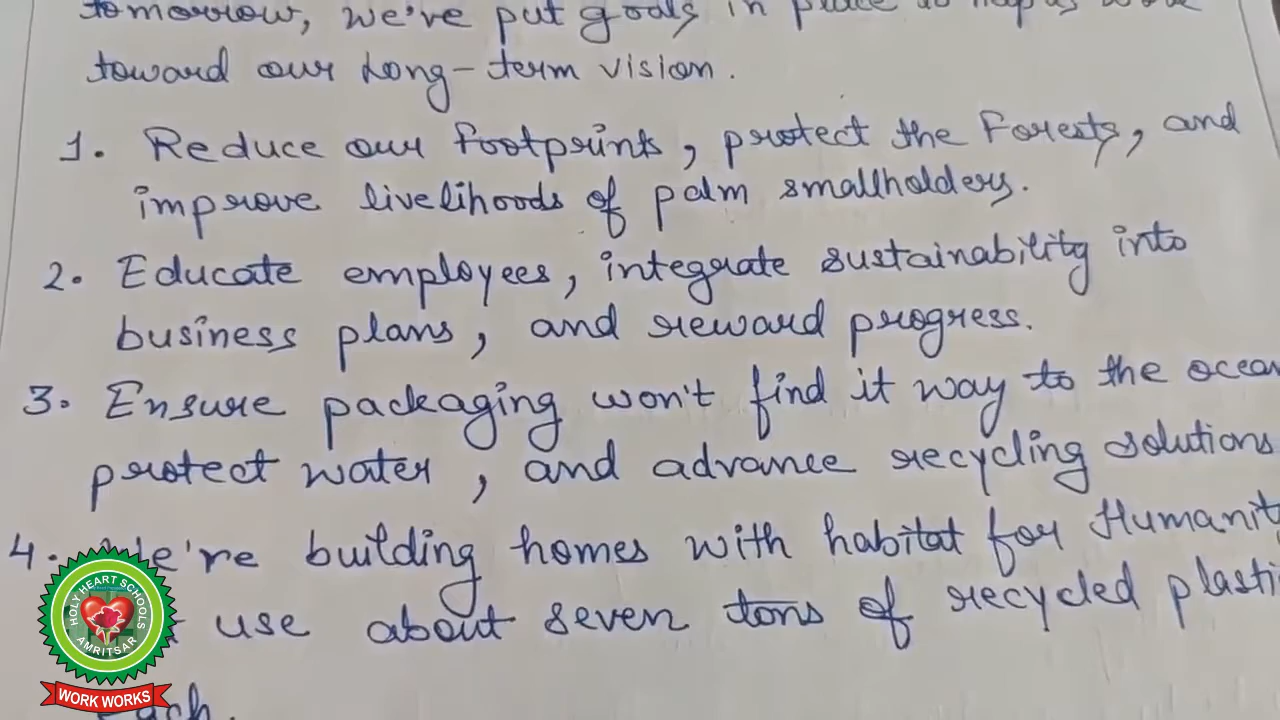 tomorrow, we've put goals in place to help us work
toward our Long-term vision.
1. Reduce our footprints, protect the Forests, and
improve livelihoods of palm smallholders.
2. Educate employees, integrate sustainability into
business plans, and reward progress.
3. Ensure packaging won't find it way to the ocean
protect water, and advance recycling solutions
4. We're building homes with habitat for Humanit
use about seven tons of recycled plasti
Each.
HOLY HEART SCHOOLS
AMRITSAR
WORK WORKS